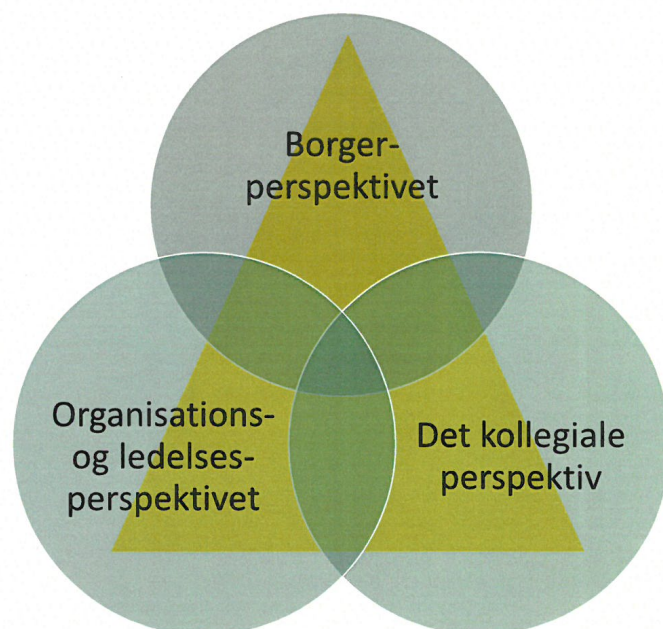 Borger-
perspektivet
Organisations-
og ledelses-
perspektivet
Det kollegiale
perspektiv